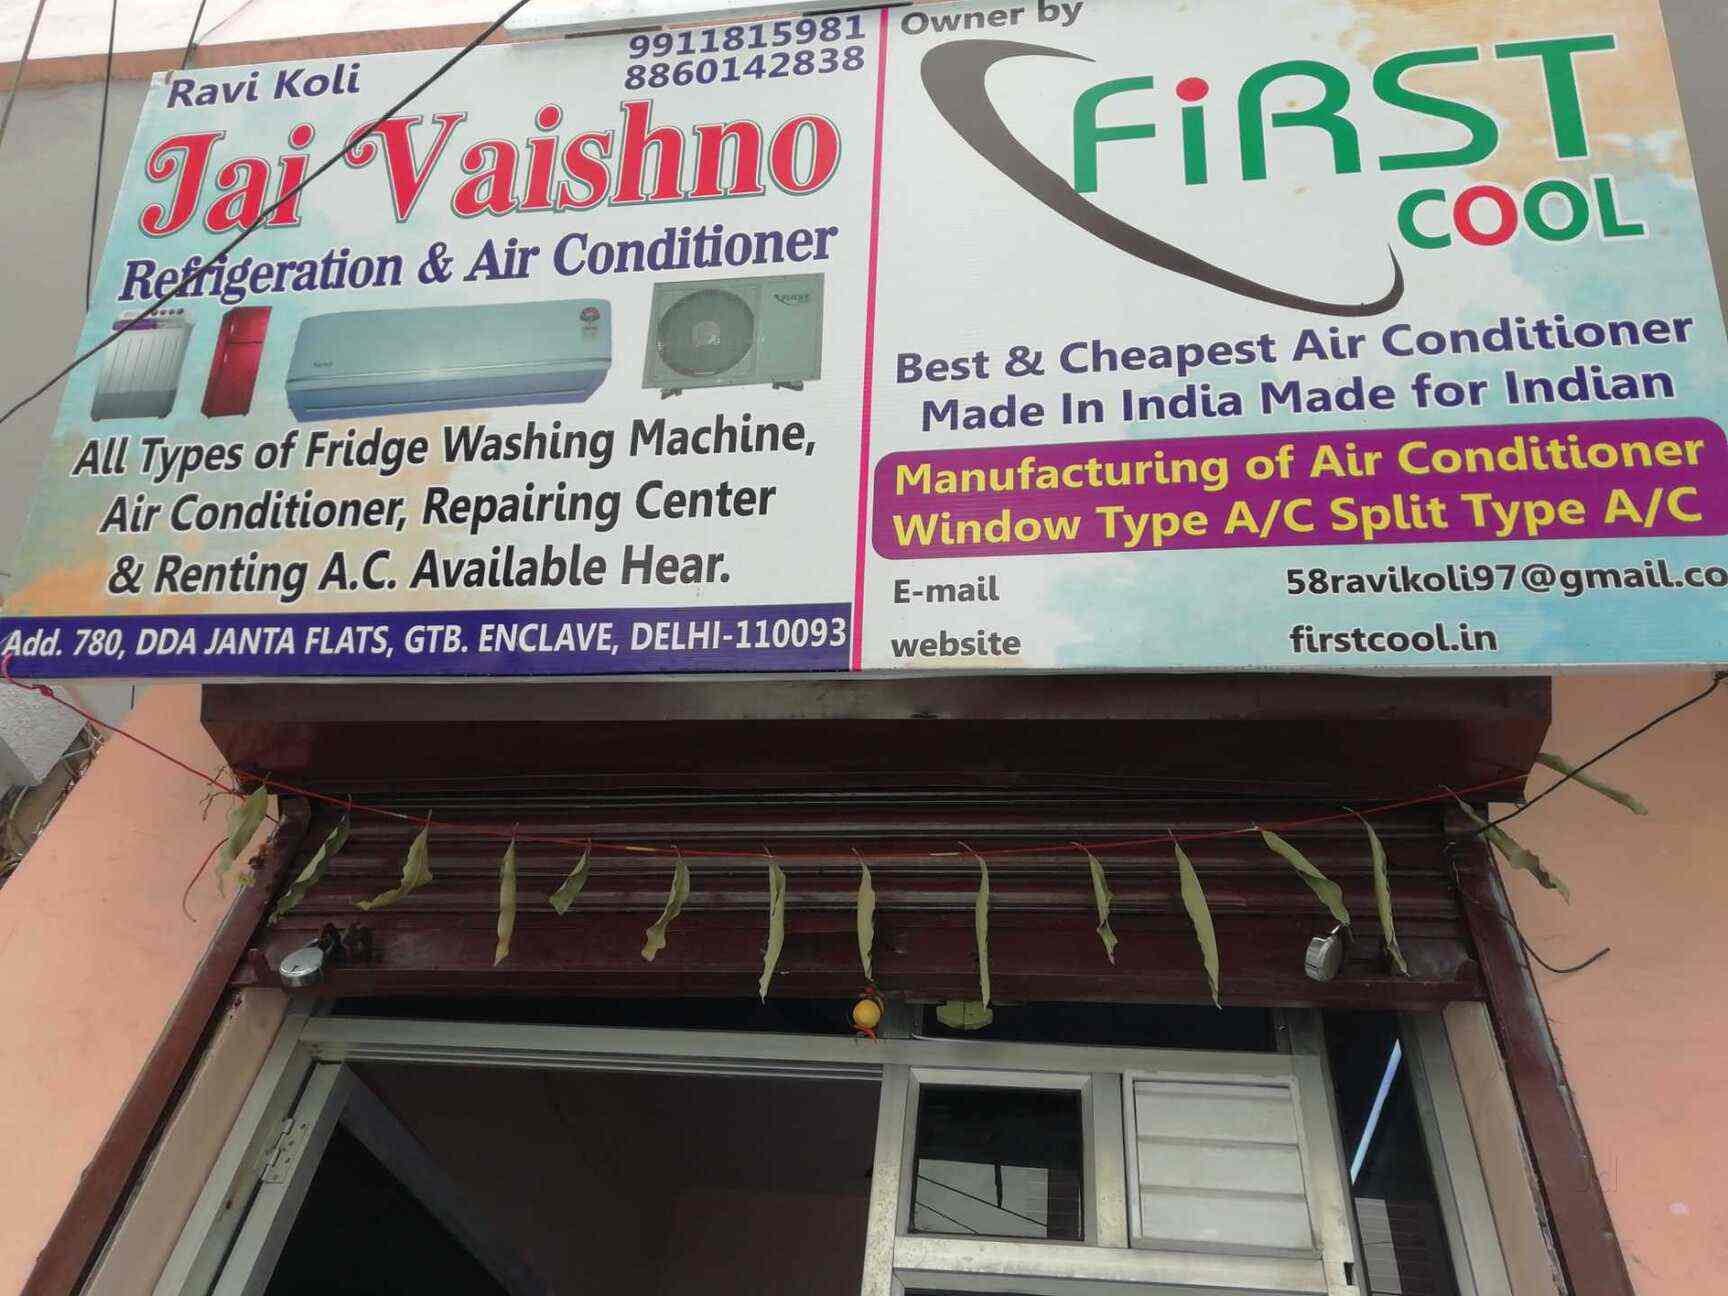 Ravi Koli
9911815981
8860142838
Jai Vaishno
Refrigeration & Air Conditioner
FiRST
All Types of Fridge Washing Machine,
Air Conditioner, Repairing Center
& Renting A.C. Available Hear.
Add. 780, DDA JANTA FLATS, GTB. ENCLAVE, DELHI-110093
Owner by
FiRST
COOL
Best & Cheapest Air Conditioner
Made In India Made for Indian
Manufacturing of Air Conditioner
Window Type A/C Split Type A/C
E-mail 58ravikoli97@gmail.co
website firstcool.in